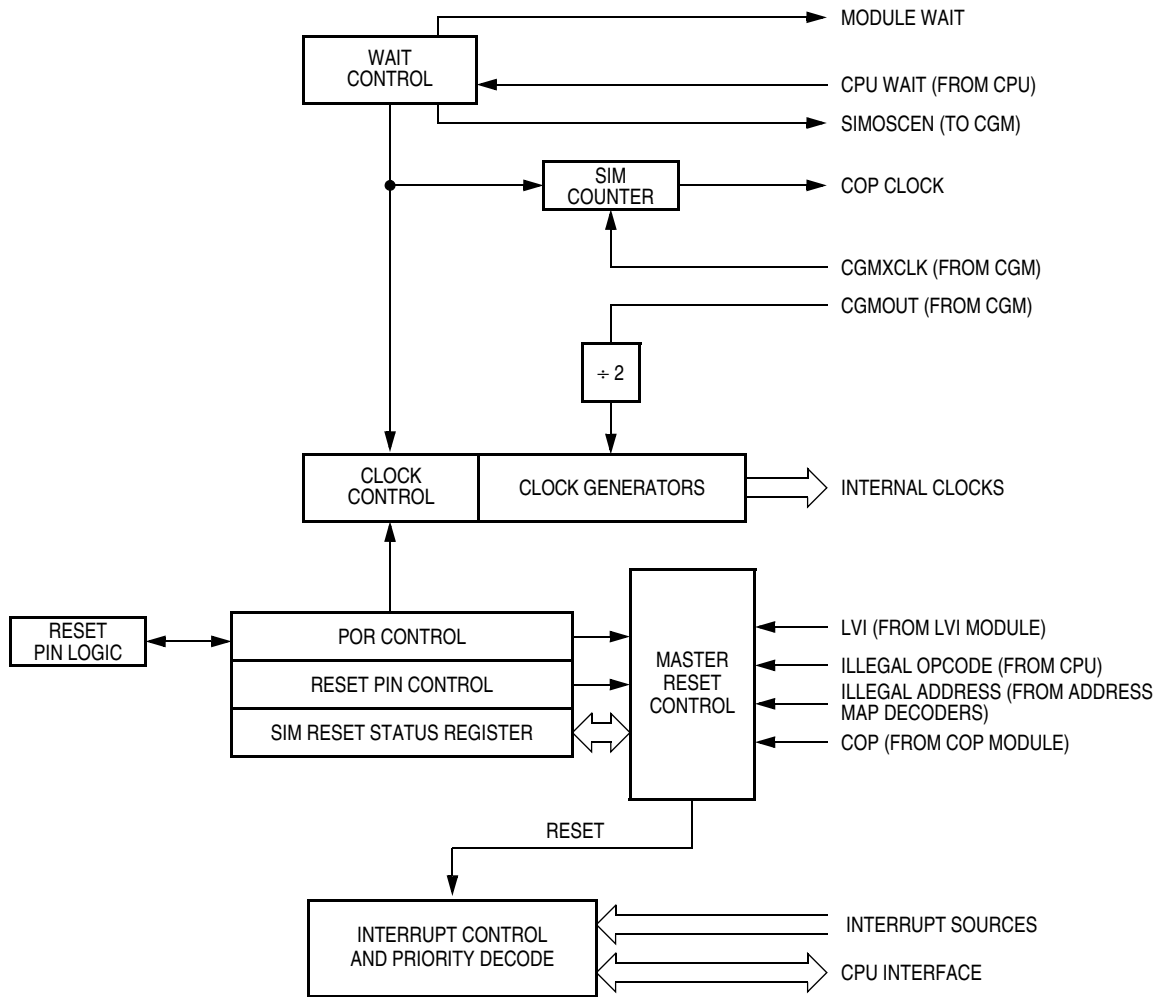 MODULE WAIT
WAIT
CONTROL
CPU WAIT (FROM CPU)
SIMOSCEN (TO CGM)
SIM
COUNTER
COP CLOCK
CGMXCLK (FROM CGM)
CGMOUT (FROM CGM)
÷ 2
CLOCK
CONTROL
CLOCK GENERATORS
INTERNAL CLOCKS
RESET
PIN LOGIC
POR CONTROL
RESET PIN CONTROL
SIM RESET STATUS REGISTER
MASTER
RESET
CONTROL
LVI (FROM LVI MODULE)
ILLEGAL OPCODE (FROM CPU)
ILLEGAL ADDRESS (FROM ADDRESS
MAP DECODERS)
COP (FROM COP MODULE)
RESET
INTERRUPT CONTROL
AND PRIORITY DECODE
INTERRUPT SOURCES
CPU INTERFACE